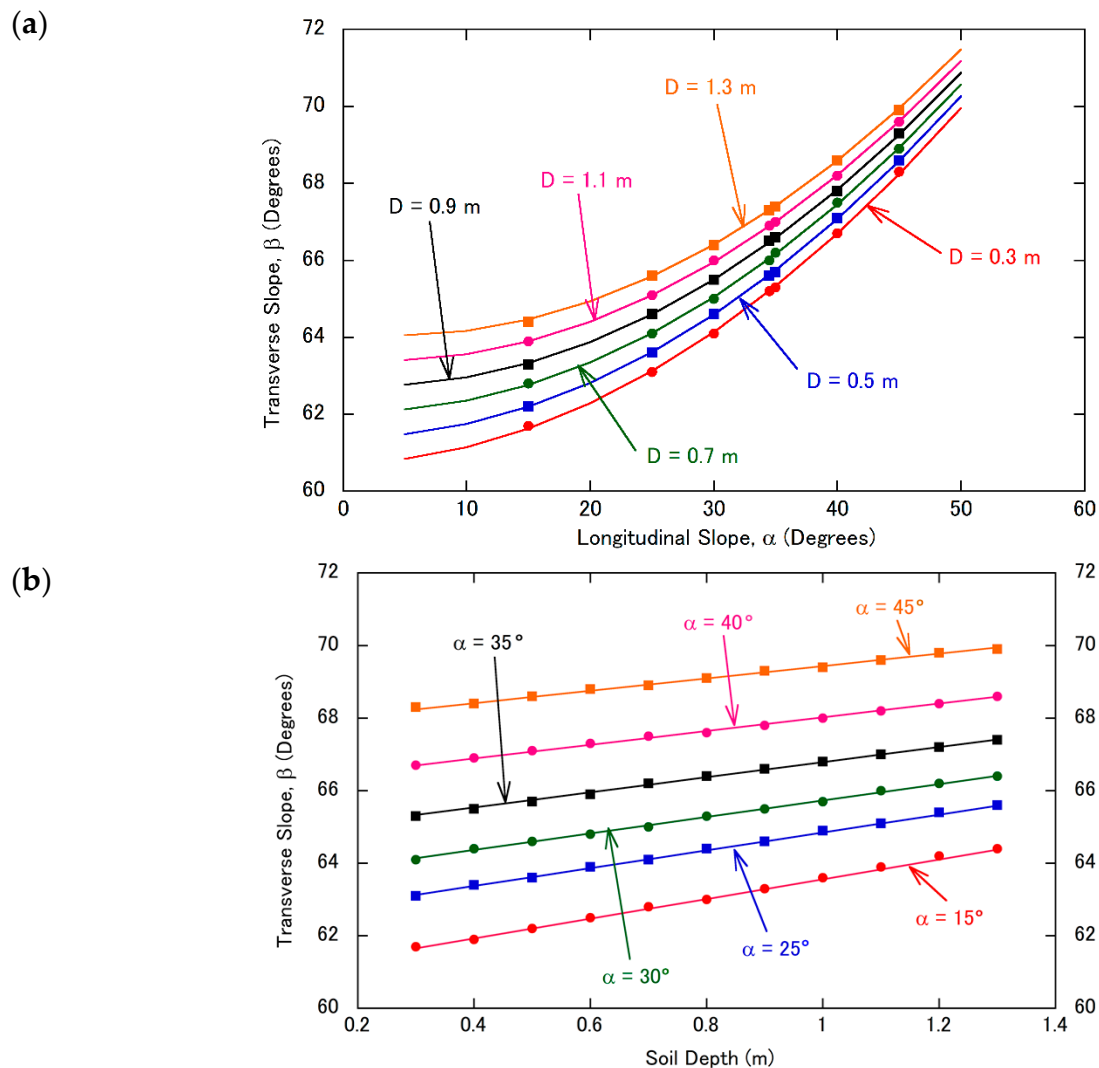 (a)
72
70
68
66
64
62
60
Transverse Slope, β (Degrees)
D = 1.3 m
D = 1.1 m
D = 0.9 m
D = 0.3 m
D = 0.5 m
D = 0.7 m
0 10 20 30 40 50 60
Longitudinal Slope, α (Degrees)
(b)
72
70
68
66
64
62
60
Transverse Slope, β (Degrees)
72
70
68
66
64
62
60
α = 45°
α = 40°
α = 35°
α = 15°
α = 25°
α = 30°
0.2 0.4 0.6 0.8 1 1.2 1.4
Soil Depth (m)